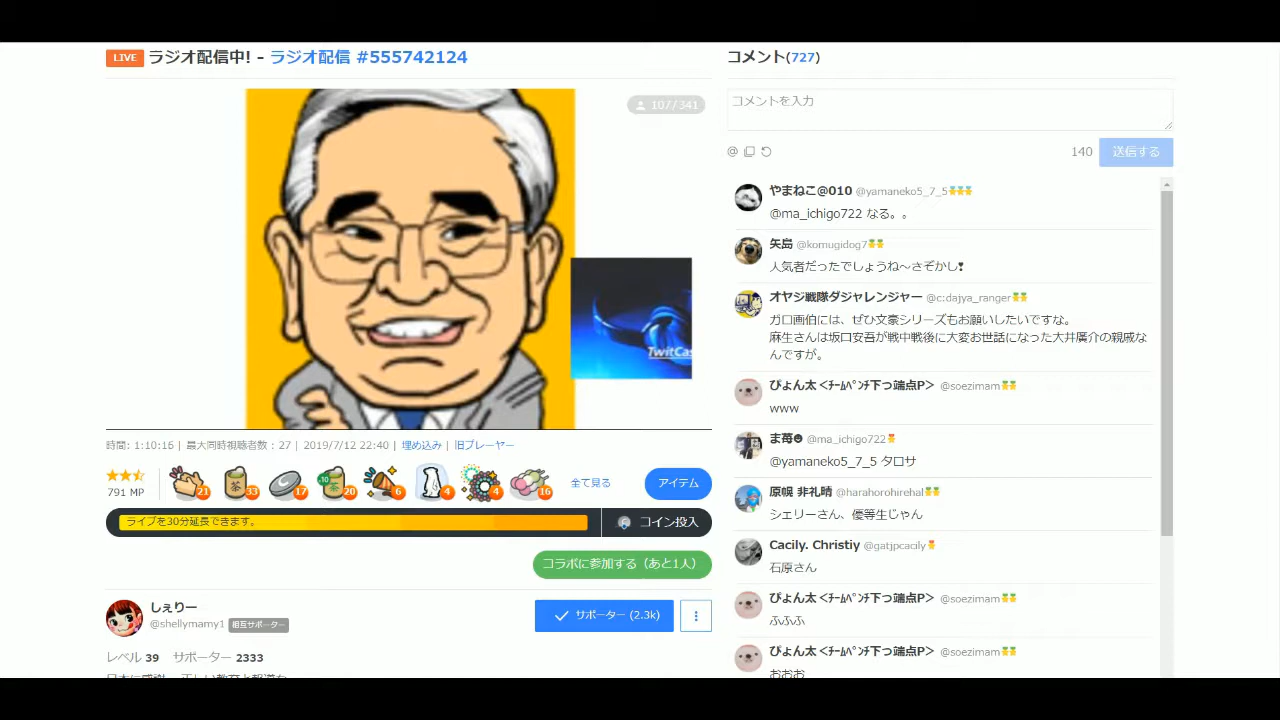 LIVE ラジオ配信中! - ラジオ配信 #555742124
107/341
TwitCas
時間: 1:10:16 | 最大同時視聴者数 : 27 | 2019/7/12 22:40 | 埋め込み | 旧プレーヤー
791 MP
21
33
17
20
6
4
4
16
全て見る
アイテム
ライブを30分延長できます。
コイン投入
コラボに参加する（あと1人）
しぇりー
@shellymamy1 相互サポーター
サポーター (2.3k)
レベル 39 サポーター 2333
コメント(727)
コメントを入力
140 送信する
やまねこ@010 @yamaneko5_7_5
@ma_ichigo722 なる。。
矢島 @komugidog7
人気者だったでしょうね～さぞかし❣
オヤジ戦隊ダジャレンジャー @c:dajya_ranger
ガロ画伯には、ぜひ文豪シリーズもお願いしたいですな。
麻生さんは坂口安吾が戦中戦後に大変お世話になった大井廣介の親戚な
んですが。
ぴょん太＜ﾁｰﾑﾍﾟﾝﾁ下っ端点P＞ @soezimam
www
ま苺☻ @ma_ichigo722
@yamaneko5_7_5 タロサ
原幌 非礼晴 @harahorohirehal
シェリーさん、優等生じゃん
Cacily. Christiy @gatjpcacily
石原さん
ぴょん太＜ﾁｰﾑﾍﾟﾝﾁ下っ端点P＞ @soezimam
ふふふ
ぴょん太＜ﾁｰﾑﾍﾟﾝﾁ下っ端点P＞ @soezimam
おおお